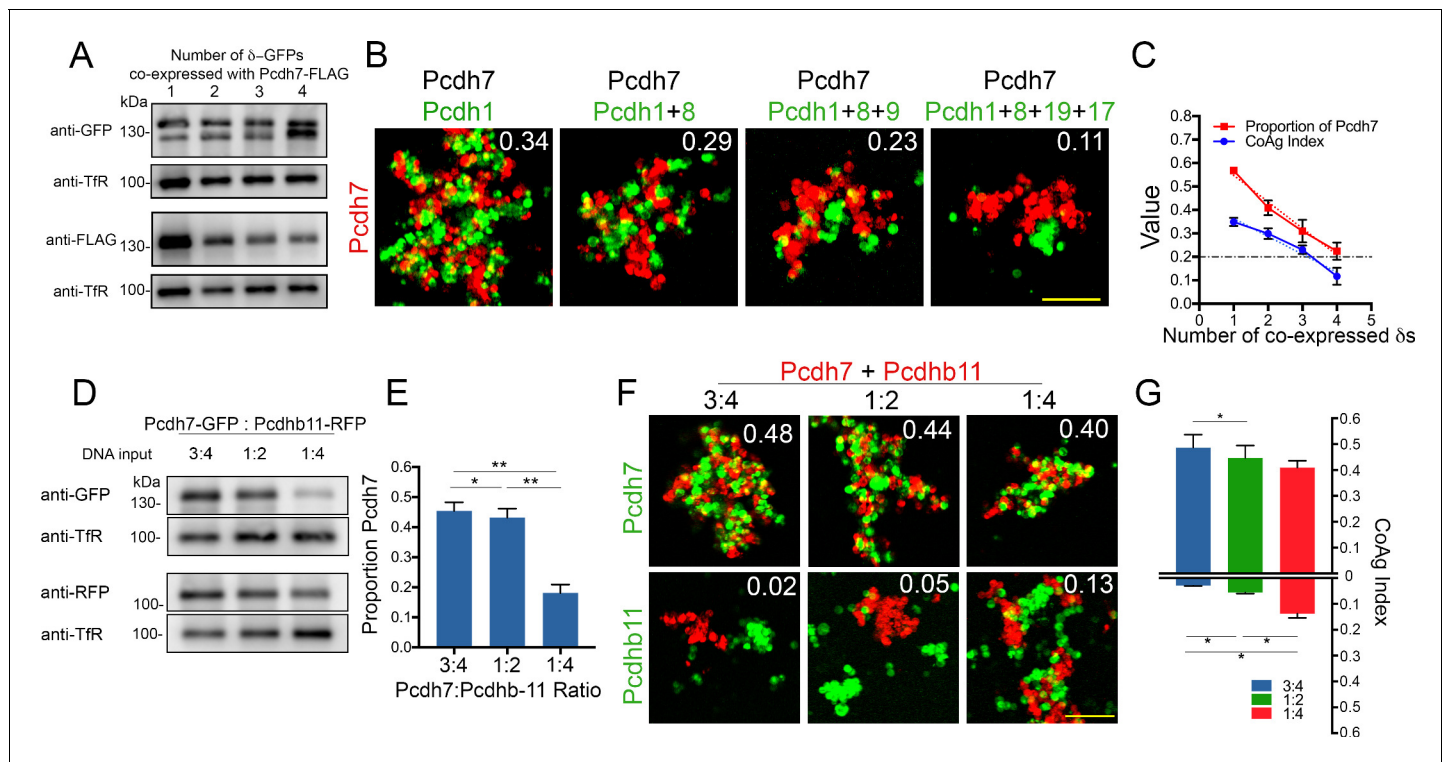 A
Number of δ–GFPs
co-expressed with Pcdh7-FLAG
1 2 3 4
kDa
anti-GFP
130-
anti-TfR
100-
anti-FLAG
130-
anti-TfR
100-
B
Pcdh7
Pcdh1
Pcdh7
Pcdh1+8
Pcdh7
Pcdh1+8+9
Pcdh7
Pcdh1+8+19+17
Pcdh7
0.34
0.29
0.23
0.11
C
0.8
0.7
0.6
0.5
0.4
0.3
0.2
0.1
0.0
Value
Proportion of Pcdh7
CoAg Index
0 1 2 3 4 5
Number of co-expressed δs
D
Pcdh7-GFP : Pcdhb11-RFP
DNA input
3:4 1:2 1:4
kDa
anti-GFP
130-
anti-TfR
100-
anti-RFP
100-
anti-TfR
100-
E
Proportion Pcdh7
0.6
0.4
0.2
0.0
**
* **
3:4 1:2 1:4
Pcdh7:Pcdhb-11 Ratio
F
Pcdh7 + Pcdhb11
3:4 1:2 1:4
Pcdh7
0.48
0.44
0.40
Pcdhb11
0.02
0.05
0.13
G
*
0.6
0.5
0.4
0.3
0.2
0.1
0
0.1
0.2
0.3
0.4
0.5
0.6
CoAg Index
* *
*
3:4
1:2
1:4